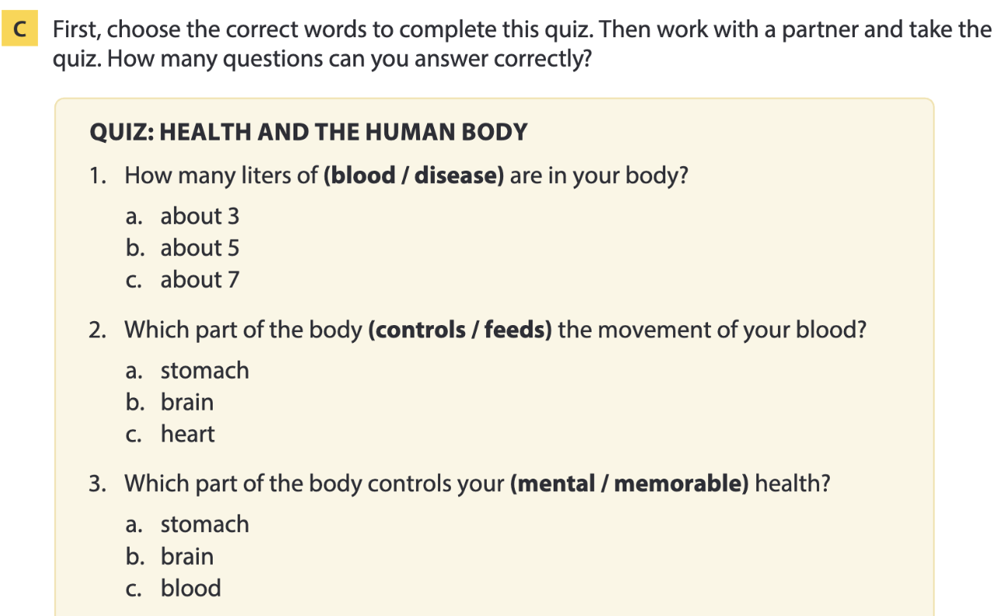 C First, choose the correct words to complete this quiz. Then work with a partner and take the
quiz. How many questions can you answer correctly?
QUIZ: HEALTH AND THE HUMAN BODY
1. How many liters of (blood / disease) are in your body?
a. about 3
b. about 5
c. about 7
2. Which part of the body (controls / feeds) the movement of your blood?
a. stomach
b. brain
c. heart
3. Which part of the body controls your (mental / memorable) health?
a. stomach
b. brain
c. blood